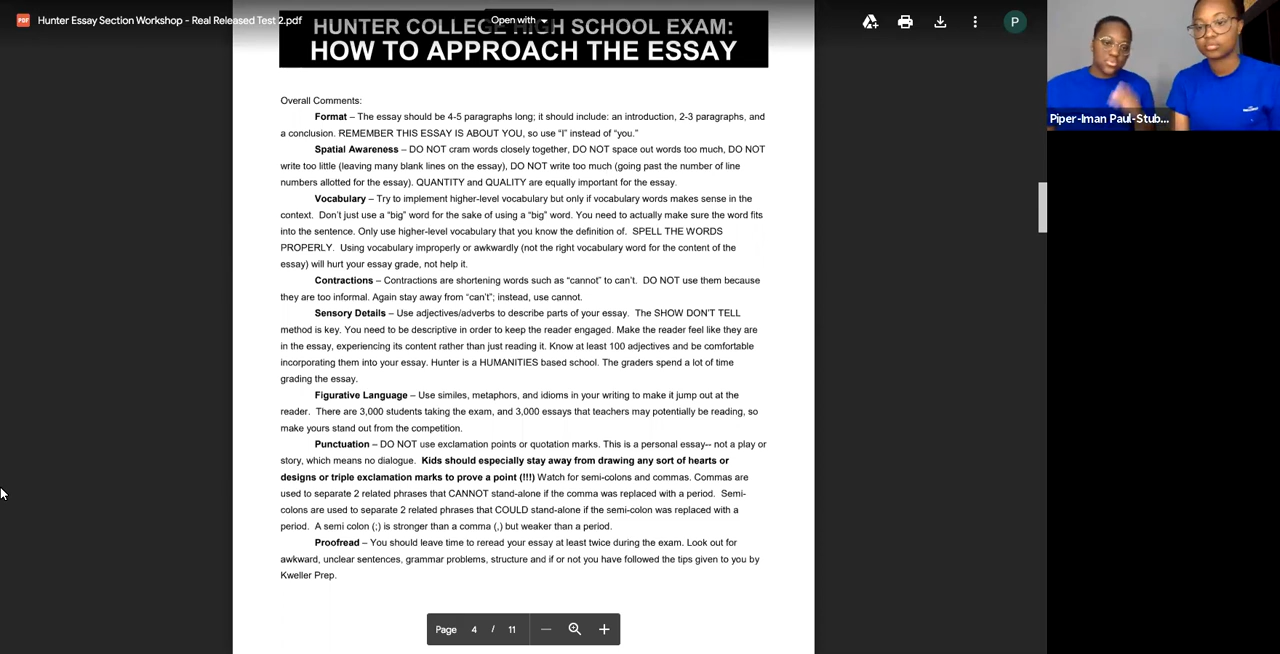 Hunter Essay Section Workshop - Real Released Test 2.pdf
Open with
P
HUNTER COLLEGE HIGH SCHOOL EXAM:
HOW TO APPROACH THE ESSAY
Overall Comments:
Format – The essay should be 4-5 paragraphs long; it should include: an introduction, 2-3 paragraphs, and
a conclusion. REMEMBER THIS ESSAY IS ABOUT YOU, so use “I” instead of “you.”
Spatial Awareness – DO NOT cram words closely together, DO NOT space out words too much, DO NOT
write too little (leaving many blank lines on the essay), DO NOT write too much (going past the number of line
numbers allotted for the essay). QUANTITY and QUALITY are equally important for the essay.
Vocabulary – Try to implement higher-level vocabulary but only if vocabulary words makes sense in the
context. Don’t just use a “big” word for the sake of using a “big” word. You need to actually make sure the word fits
into the sentence. Only use higher-level vocabulary that you know the definition of. SPELL THE WORDS
PROPERLY. Using vocabulary improperly or awkwardly (not the right vocabulary word for the content of the
essay) will hurt your essay grade, not help it.
Contractions – Contractions are shortening words such as “cannot” to can’t. DO NOT use them because
they are too informal. Again stay away from “can’t”; instead, use cannot.
Sensory Details – Use adjectives/adverbs to describe parts of your essay. The SHOW DON’T TELL
method is key. You need to be descriptive in order to keep the reader engaged. Make the reader feel like they are
in the essay, experiencing its content rather than just reading it. Know at least 100 adjectives and be comfortable
incorporating them into your essay. Hunter is a HUMANITIES based school. The graders spend a lot of time
grading the essay.
Figurative Language – Use similes, metaphors, and idioms in your writing to make it jump out at the
reader. There are 3,000 students taking the exam, and 3,000 essays that teachers may potentially be reading, so
make yours stand out from the competition.
Punctuation – DO NOT use exclamation points or quotation marks. This is a personal essay-- not a play or
story, which means no dialogue. Kids should especially stay away from drawing any sort of hearts or
designs or triple exclamation marks to prove a point (!!!) Watch for semi-colons and commas. Commas are
used to separate 2 related phrases that CANNOT stand-alone if the comma was replaced with a period. Semi-
colons are used to separate 2 related phrases that COULD stand-alone if the semi-colon was replaced with a
period. A semi colon (;) is stronger than a comma (,) but weaker than a period.
Proofread – You should leave time to reread your essay at least twice during the exam. Look out for
awkward, unclear sentences, grammar problems, structure and if or not you have followed the tips given to you by
Kweller Prep.
Page 4 / 11
Piper-Iman Paul-Stub...